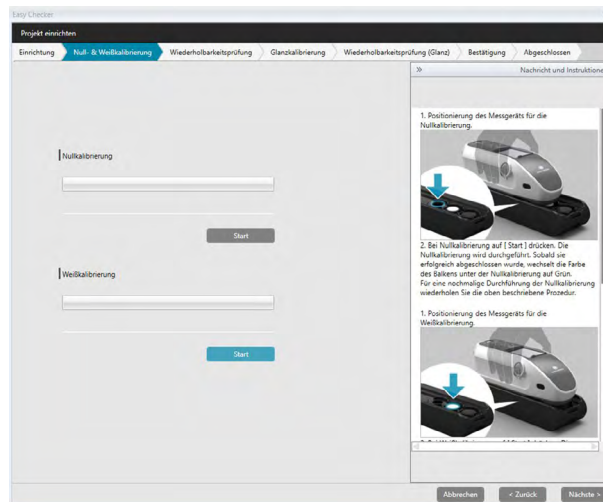 Easy Checker
Projekt einrichten
Einrichtung
Null- & Weißkalibrierung
Wiederholbarkeitsprüfung
Glanzkalibrierung
Wiederholbarkeitsprüfung (Glanz)
Bestätigung
Abgeschlossen
Nullkalibrierung
Start
Weißkalibrierung
Start
» Nachricht und Instruktione
1. Positionierung des Messgeräts für die
Nullkalibrierung.
2. Bei Nullkalibrierung auf [ Start ] drücken. Die
Nullkalibrierung wird durchgeführt. Subald sie
erfolgreich abgeschlossen wurde, wechselt die Farbe
des Balkens unter der Nullkalibrierung auf Grün.
Für eine nochmalige Durchführung der Nullkalibrierung
wiederholen Sie die oben beschriebene Prozedur.
1. Positionierung des Messgeräts für die
Weißkalibrierung.
Abbrechen
< Zurück
Nächste >